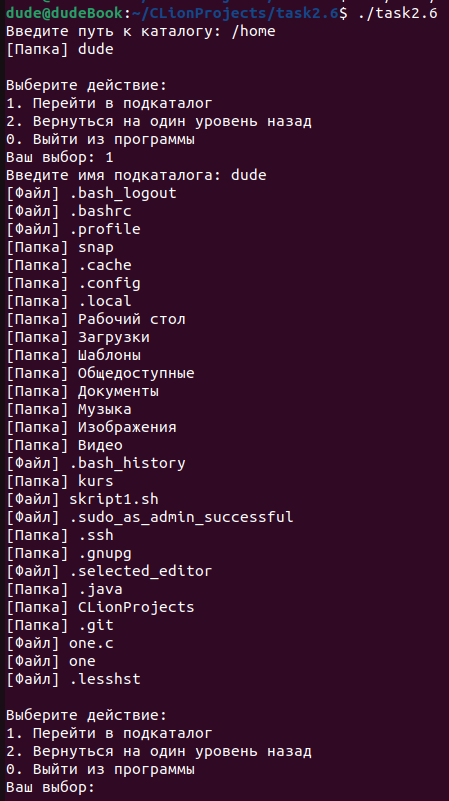 dude@dudeBook:~/CLionProjects/task2.6$ ./task2.6
Введите путь к каталогу: /home
[Папка] dude

Выберите действие:
1. Перейти в подкаталог
2. Вернуться на один уровень назад
0. Выйти из программы
Ваш выбор: 1
Введите имя подкаталога: dude
[Файл] .bash_logout
[Файл] .bashrc
[Файл] .profile
[Папка] snap
[Папка] .cache
[Папка] .config
[Папка] .local
[Папка] Рабочий стол
[Папка] Загрузки
[Папка] Шаблоны
[Папка] Общедоступные
[Папка] Документы
[Папка] Музыка
[Папка] Изображения
[Папка] Видео
[Файл] .bash_history
[Папка] kurs
[Файл] skript1.sh
[Файл] .sudo_as_admin_successful
[Папка] .ssh
[Папка] .gnupg
[Файл] .selected_editor
[Папка] .java
[Папка] CLionProjects
[Папка] .git
[Файл] one.c
[Файл] one
[Файл] .lesshst

Выберите действие:
1. Перейти в подкаталог
2. Вернуться на один уровень назад
0. Выйти из программы
Ваш выбор: